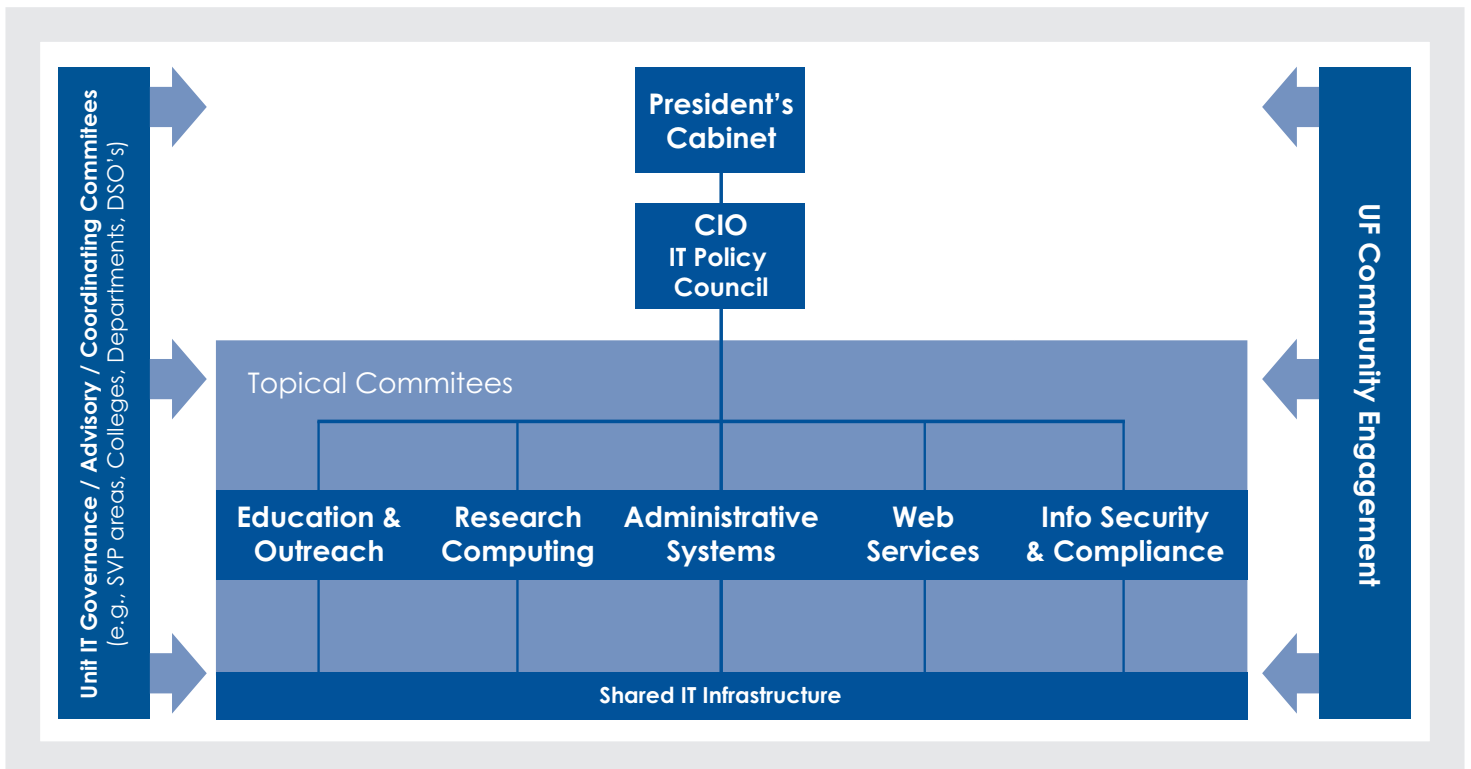 Unit IT Governance / Advisory / Coordinating Commitees
(e.g., SVP areas, Colleges, Departments, DSO's)
President’s
Cabinet
CIO
IT Policy
Council
Topical Commitees
Education &
Outreach
Research
Computing
Administrative
Systems
Web
Services
Info Security
& Compliance
Shared IT Infrastructure
UF Community Engagement